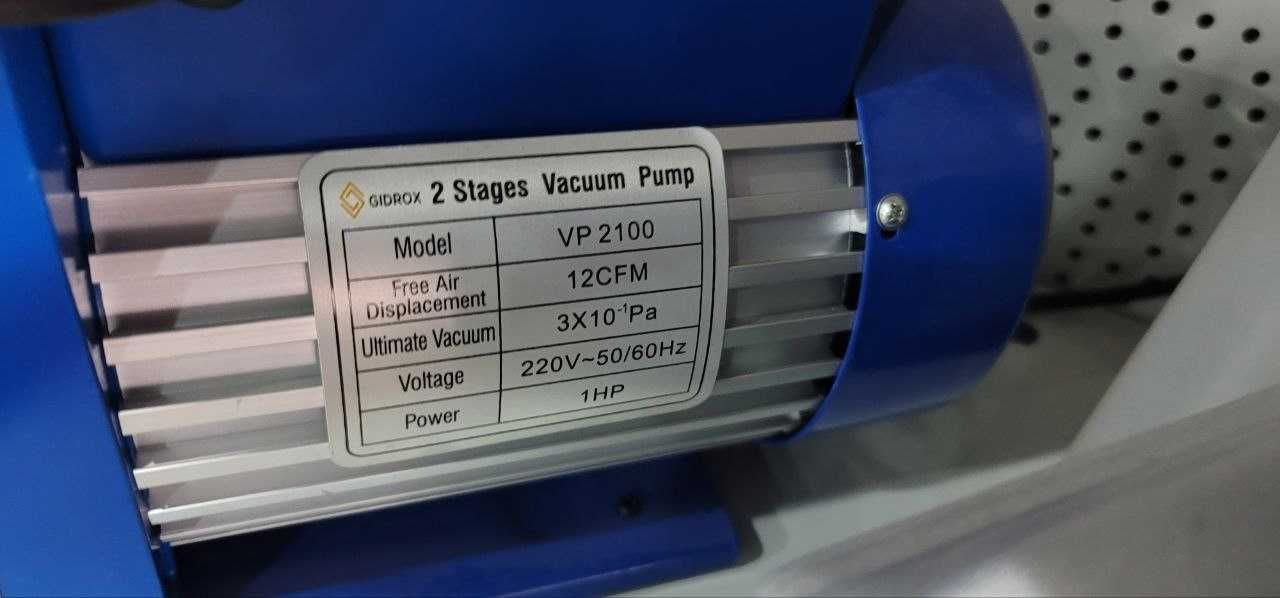 GIDROX 2 Stages Vacuum Pump
Model VP 2100
Free Air Displacement 12CFM
Ultimate Vacuum 3X10⁻¹Pa
Voltage 220V~50/60Hz
Power 1HP